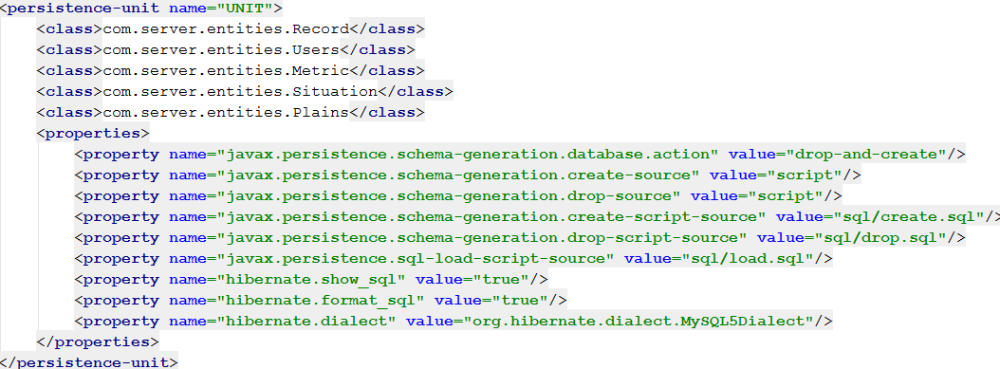 <persistence-unit name="UNIT">
<class>com.server.entities.Record</class>
<class>com.server.entities.Users</class>
<class>com.server.entities.Metric</class>
<class>com.server.entities.Situation</class>
<class>com.server.entities.Plains</class>
<properties>
<property name="javax.persistence.schema-generation.database.action" value="drop-and-create"/>
<property name="javax.persistence.schema-generation.create-source" value="script"/>
<property name="javax.persistence.schema-generation.drop-source" value="script"/>
<property name="javax.persistence.schema-generation.create-script-source" value="sql/create.sql"/>
<property name="javax.persistence.schema-generation.drop-script-source" value="sql/drop.sql"/>
<property name="javax.persistence.sql-load-script-source" value="sql/load.sql"/>
<property name="hibernate.show_sql" value="true"/>
<property name="hibernate.format_sql" value="true"/>
<property name="hibernate.dialect" value="org.hibernate.dialect.MySQL5Dialect"/>
</properties>
</persistence-unit>